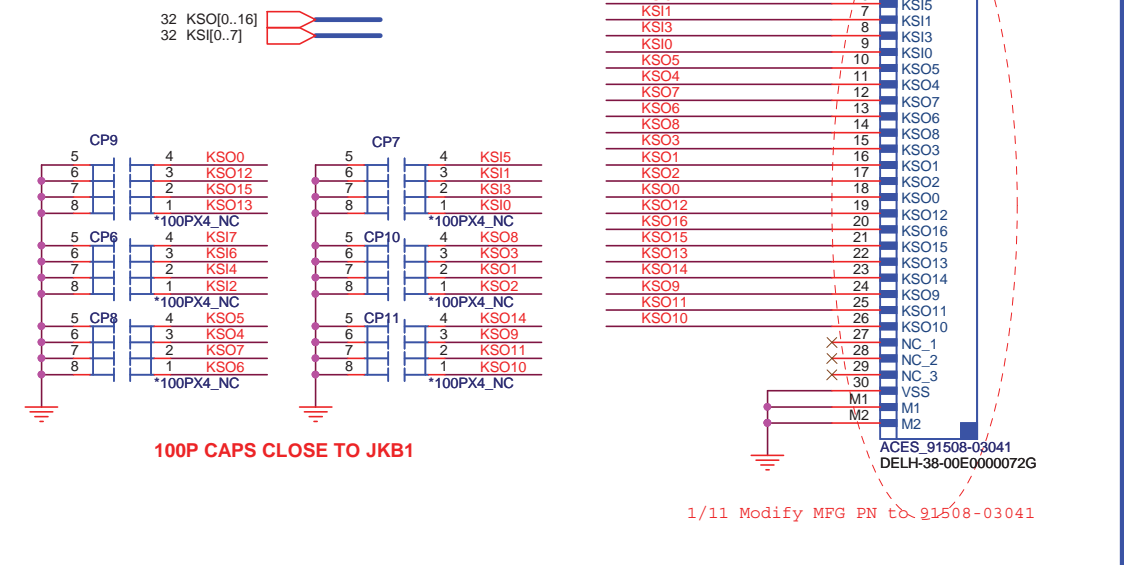 32 KSO[0..16]
32 KSI[0..7]
CP9
5 4 KSO0
6 3 KSO12
7 2 KSO15
8 1 KSO13
*100PX4_NC
5 CP6 4 KSI7
6 3 KSI6
7 2 KSI4
8 1 KSI2
*100PX4_NC
5 CP8 4 KSO5
6 3 KSO4
7 2 KSO7
8 1 KSO6
*100PX4_NC
CP7
5 4 KSI5
6 3 KSI1
7 2 KSI3
8 1 KSI0
*100PX4_NC
5 CP10 4 KSO8
6 3 KSO3
7 2 KSO1
8 1 KSO2
*100PX4_NC
5 CP11 4 KSO14
6 3 KSO9
7 2 KSO11
8 1 KSO10
*100PX4_NC
100P CAPS CLOSE TO JKB1
KSI5
KSI1 7 KSI1
KSI3 8 KSI3
KSI0 9 KSI0
KSO5 10 KSO5
KSO4 11 KSO4
KSO7 12 KSO7
KSO6 13 KSO6
KSO8 14 KSO8
KSO3 15 KSO3
KSO1 16 KSO1
KSO2 17 KSO2
KSO0 18 KSO0
KSO12 19 KSO12
KSO16 20 KSO16
KSO15 21 KSO15
KSO13 22 KSO13
KSO14 23 KSO14
KSO9 24 KSO9
KSO11 25 KSO11
KSO10 26 KSO10
27 NC_1
28 NC_2
29 NC_3
30 VSS
M1 M1
M2 M2
ACES_91508-03041
DELH-38-00E0000072G
1/11 Modify MFG PN to 91508-03041